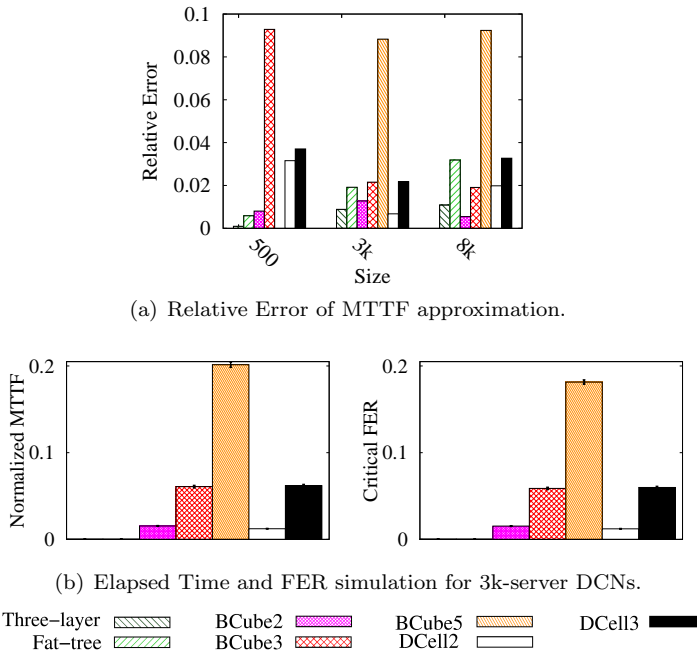 0.1
0.08
0.06
0.04
0.02
0
Relative Error
500
3k
8k
Size
(a) Relative Error of MTTF approximation.
0.2
0.1
0
Normalized MTTF
0.2
0.1
0
Critical FER
(b) Elapsed Time and FER simulation for 3k-server DCNs.
Three−layer
BCube2
BCube5
DCell3
Fat−tree
BCube3
DCell2